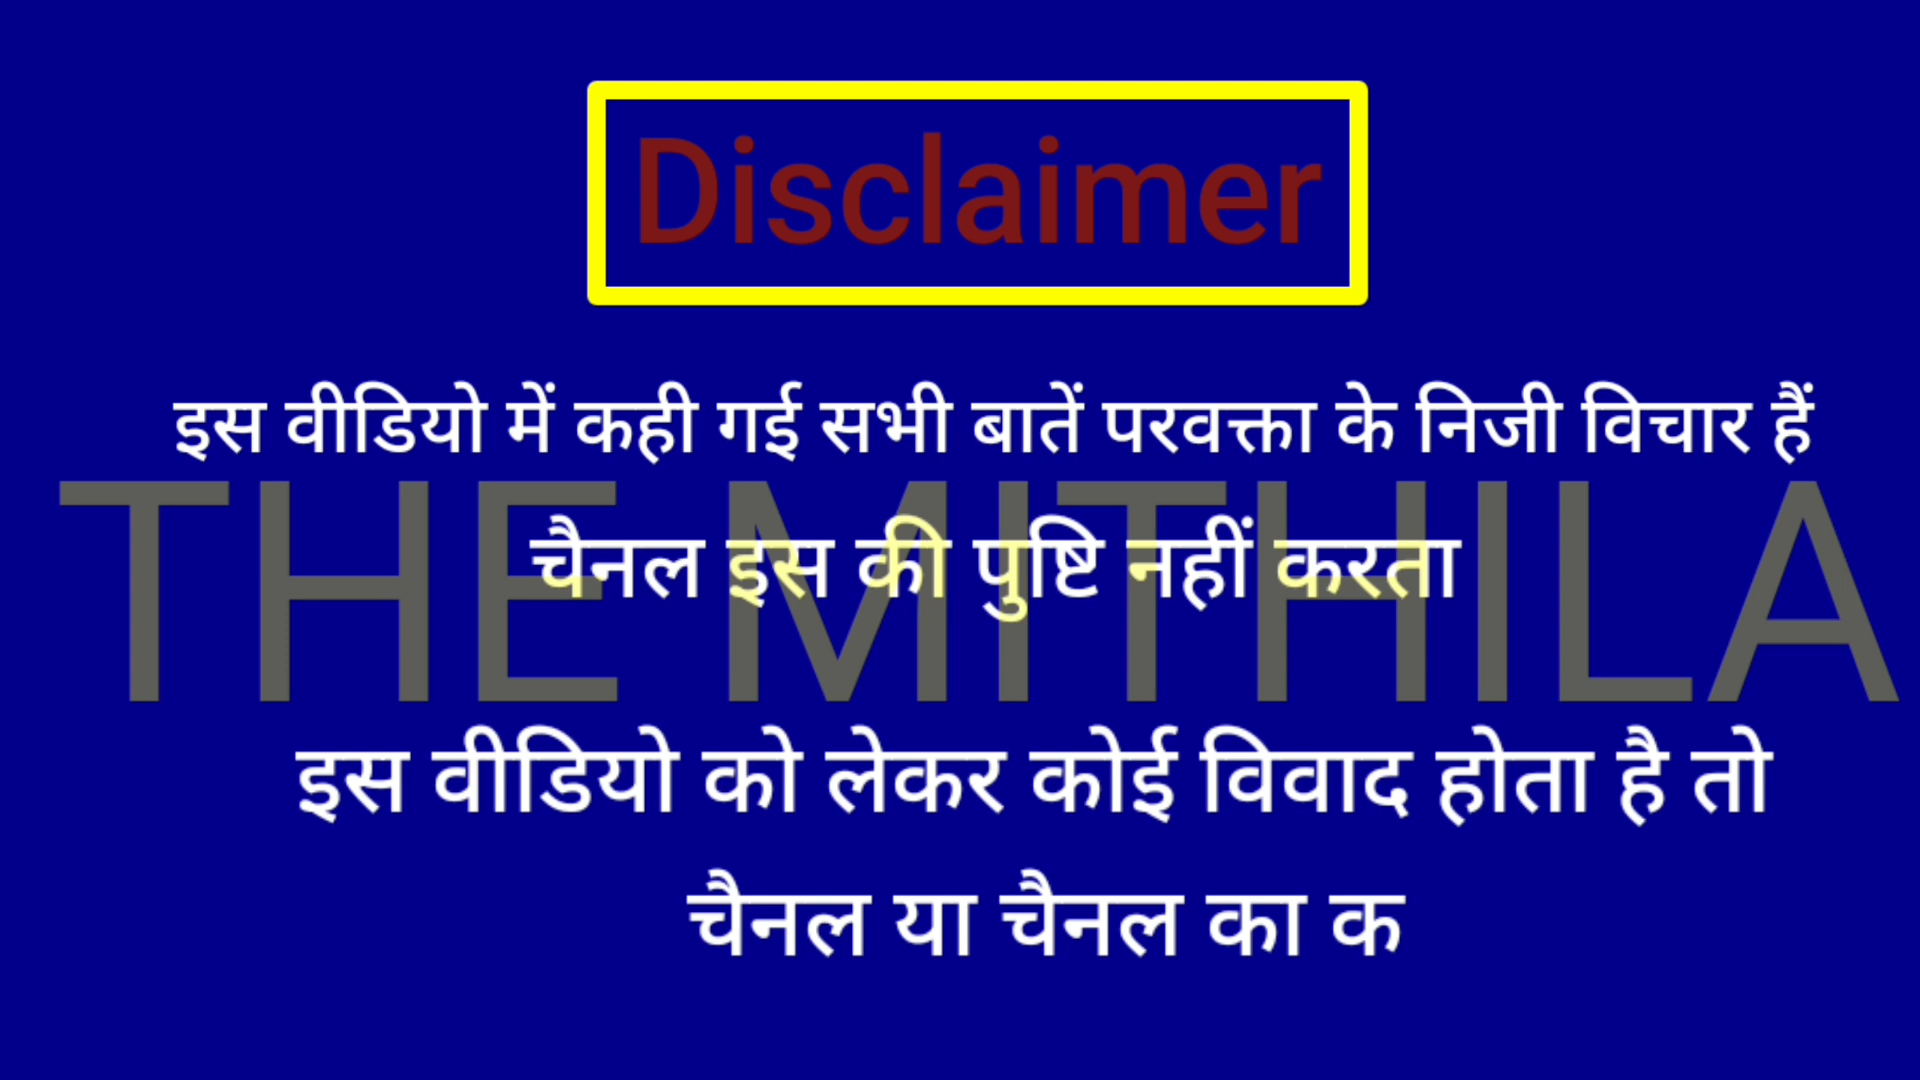 Disclaimer
इस वीडियो में कही गई सभी बातें परवक्ता के निजी विचार हैं
चैनल इस की पुष्टि नहीं करता
THE MITHILA
इस वीडियो को लेकर कोई विवाद होता है तो
चैनल या चैनल का क